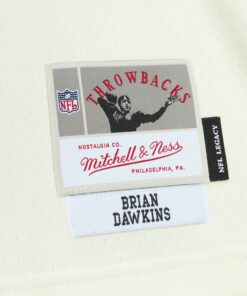 THROWBACKS
NFL
NOSTALGIA CO.
Mitchell & Ness
PHILADELPHIA, PA.
NFL LEGACY
BRIAN
DAWKINS